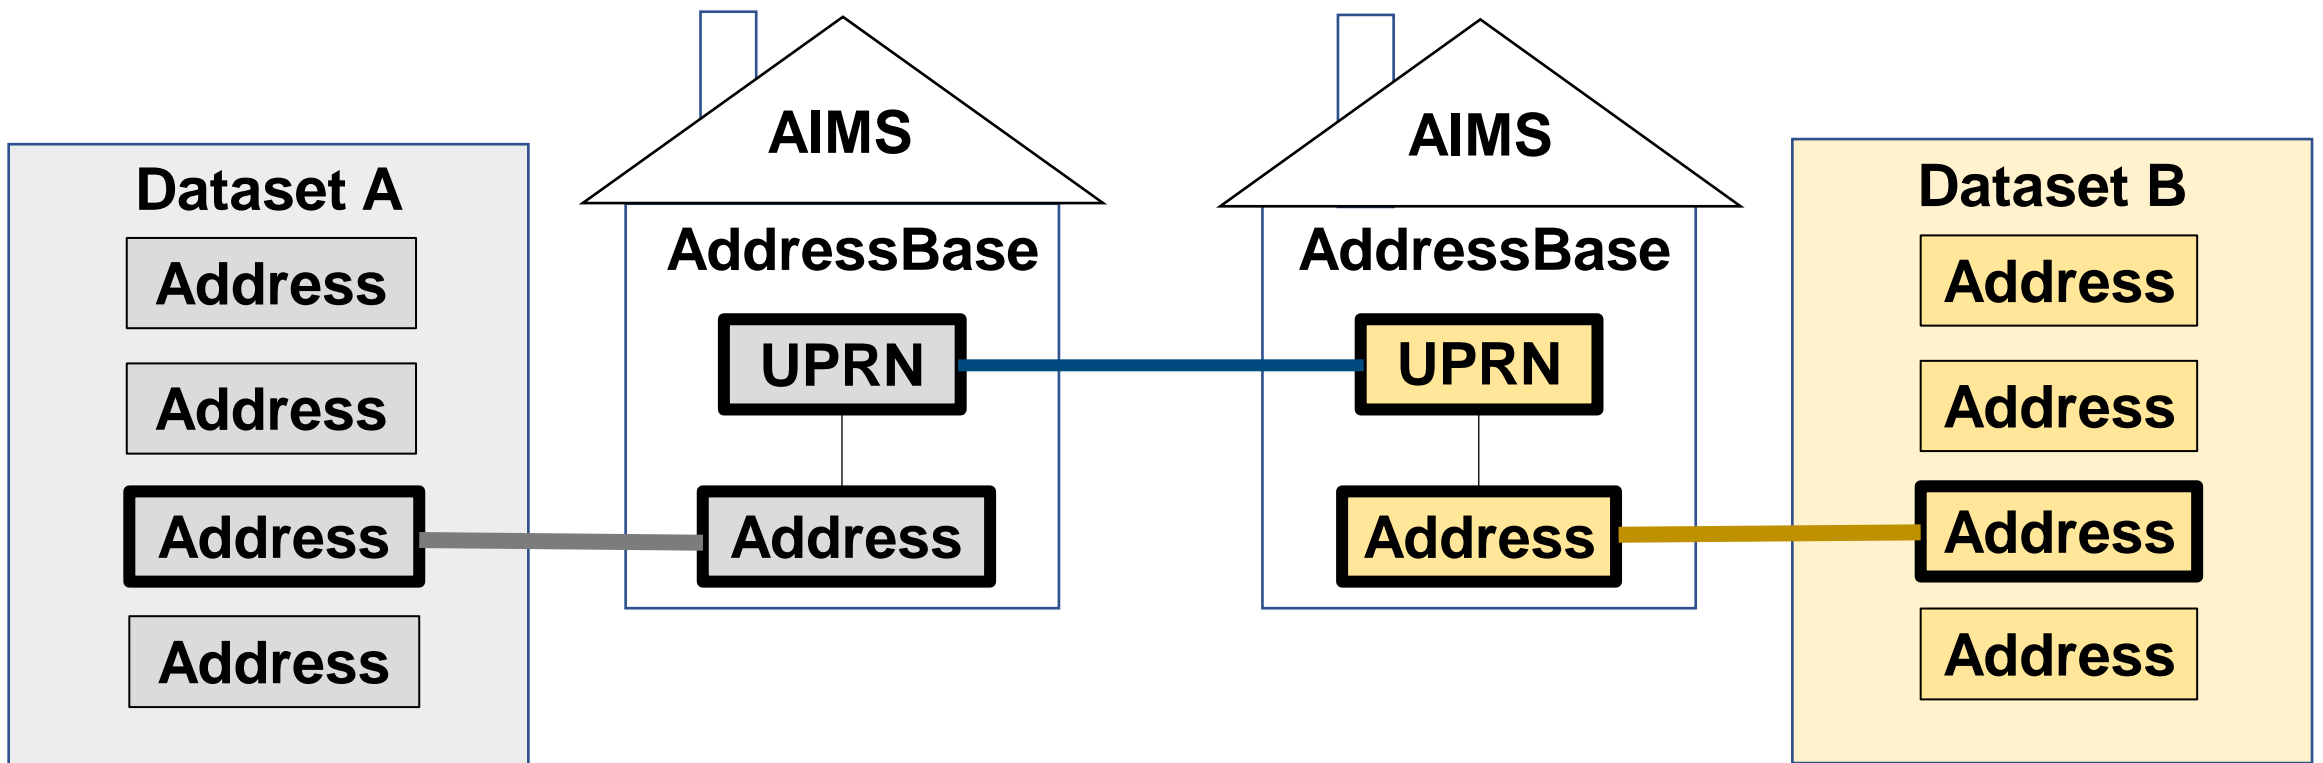 Dataset A
Address
Address
Address
Address
AIMS
AddressBase
UPRN
Address
AIMS
AddressBase
UPRN
Address
Dataset B
Address
Address
Address
Address